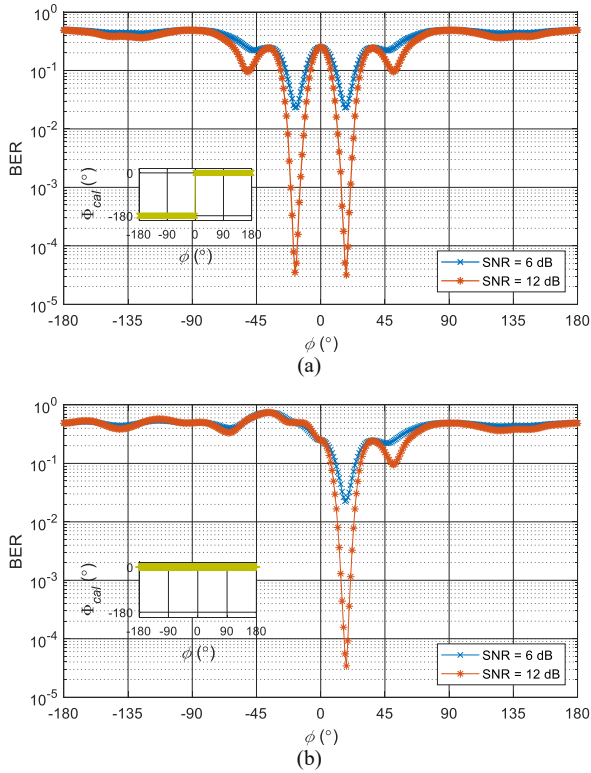 10^0
10^-1
10^-2
10^-3
10^-4
10^-5
BER
-180 -135 -90 -45 0 45 90 135 180
ϕ (°)
Φcal (°)
0
-180
-180 -90 0 90 180
ϕ (°)
SNR = 6 dB
SNR = 12 dB
(a)
10^0
10^-1
10^-2
10^-3
10^-4
10^-5
BER
-180 -135 -90 -45 0 45 90 135 180
ϕ (°)
Φcal (°)
0
-180
-180 -90 0 90 180
ϕ (°)
SNR = 6 dB
SNR = 12 dB
(b)